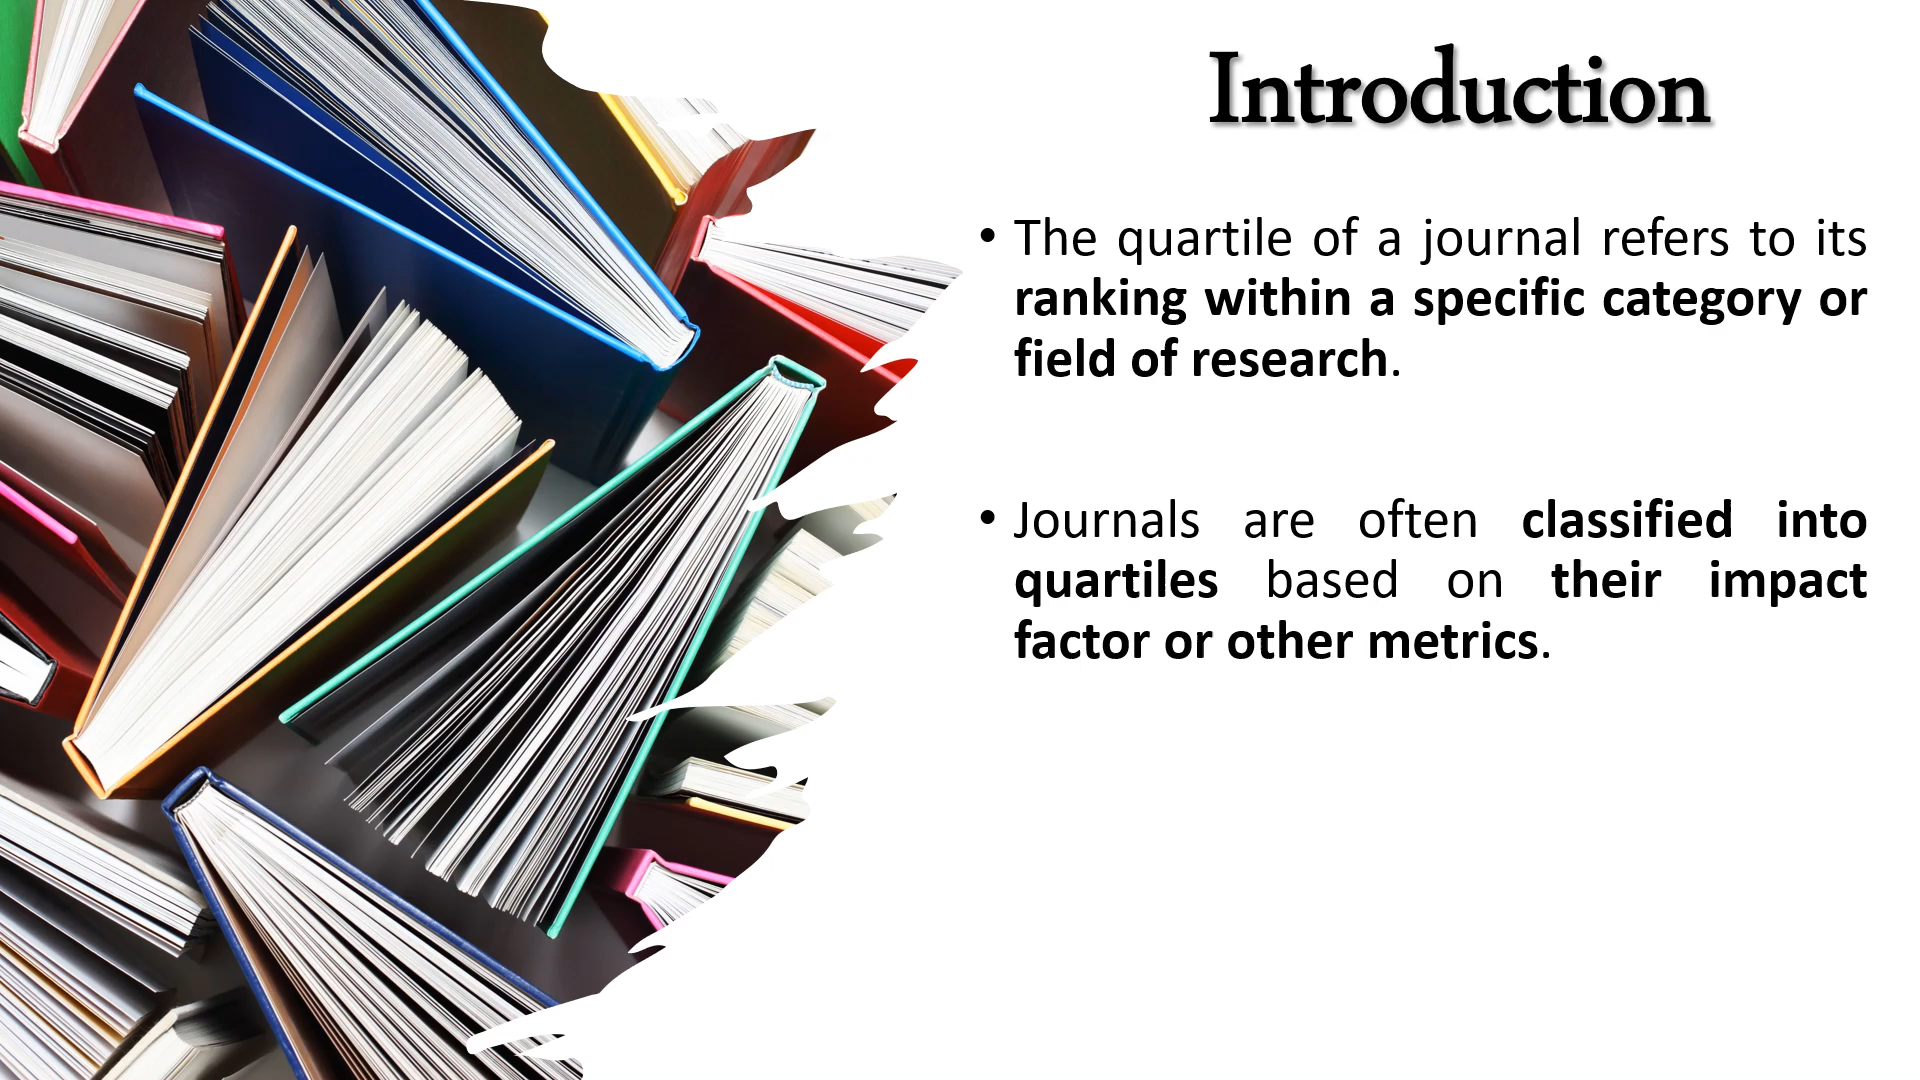 Introduction
• The quartile of a journal refers to its
ranking within a specific category or
field of research.
• Journals are often classified into
quartiles based on their impact
factor or other metrics.